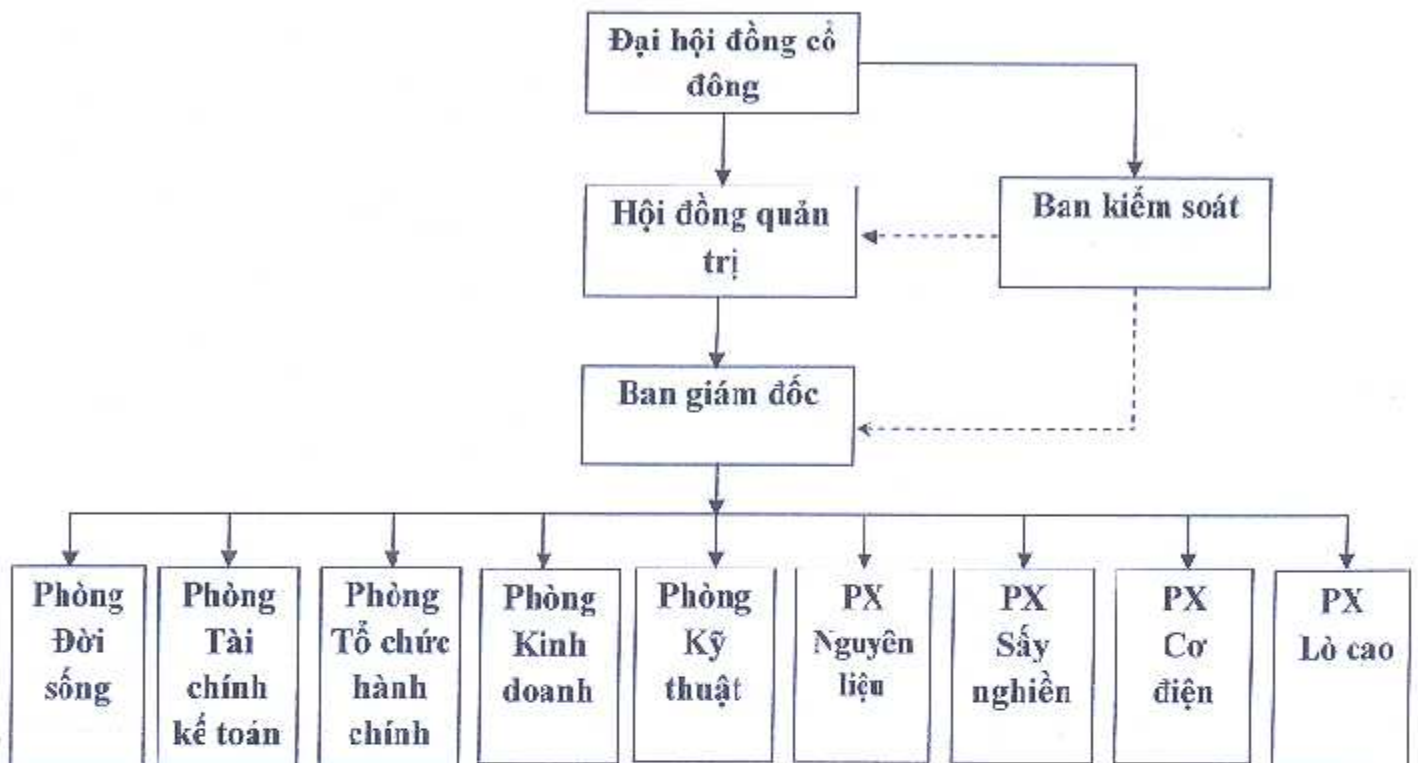 Đại hội đồng cổ
đông
Hội đồng quản
trị
Ban kiểm soát
Ban giám đốc
Phòng
Đời
sống
Phòng
Tài
chính
kế toán
Phòng
Tổ chức
hành
chính
Phòng
Kinh
doanh
Phòng
Kỹ
thuật
PX
Nguyên
liệu
PX
Sấy
nghiền
PX
Cơ
điện
PX
Lò cao